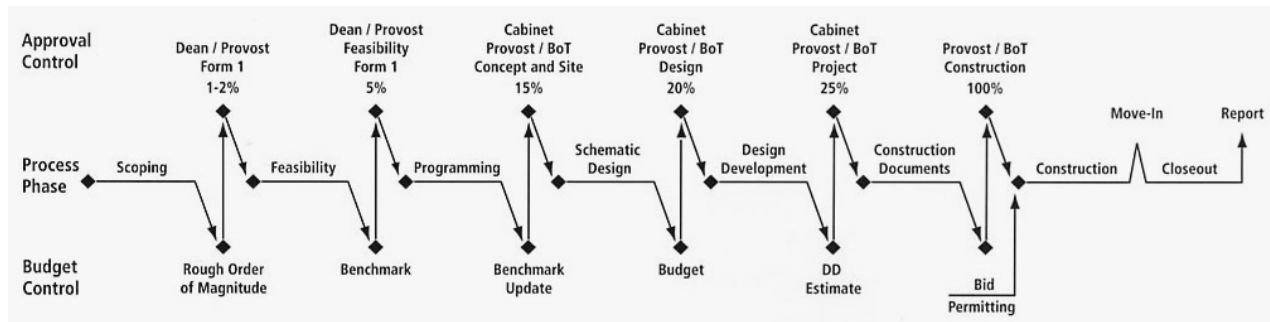 Approval
Control
Dean / Provost
Form 1
1-2%
Dean / Provost
Feasibility
Form 1
5%
Cabinet
Provost / BoT
Concept and Site
15%
Cabinet
Provost / BoT
Design
20%
Cabinet
Provost / BoT
Project
25%
Provost / BoT
Construction
100%
Move-In
Report
Process
Phase
Scoping
Feasibility
Programming
Schematic
Design
Design
Development
Construction
Documents
Construction
Closeout
Budget
Control
Rough Order
of Magnitude
Benchmark
Benchmark
Update
Budget
DD
Estimate
Bid
Permitting